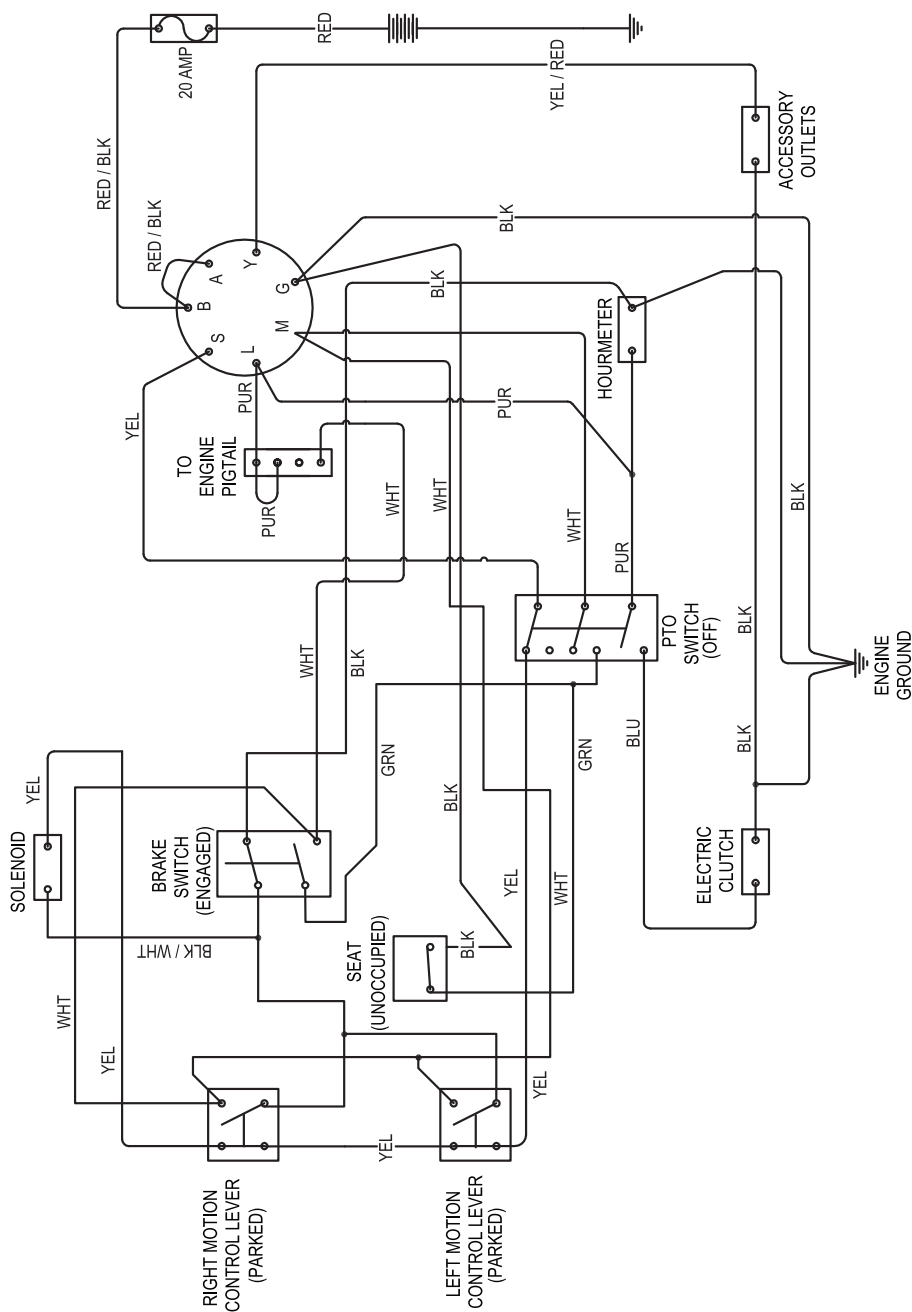 SOLENOID
YEL
WHT
RED / BLK
YEL
YEL
RED / BLK
BRAKE
SWITCH
(ENGAGED)
BLK / WHT
TO
ENGINE
PIGTAIL
20 AMP
RIGHT MOTION
CONTROL LEVER
(PARKED)
B
A
S
L
Y
M
G
PUR
PUR
WHT
RED
BLK
SEAT
(UNOCCUPIED)
YEL
GRN
WHT
BLK
WHT
BLK
BLK
LEFT MOTION
CONTROL LEVER
(PARKED)
PUR
BLK
YEL
YEL
YEL / RED
WHT
WHT
GRN
HOURMETER
PUR
BLU
PTO
SWITCH
(OFF)
ELECTRIC
CLUTCH
BLK
BLK
ACCESSORY
OUTLETS
BLK
ENGINE
GROUND